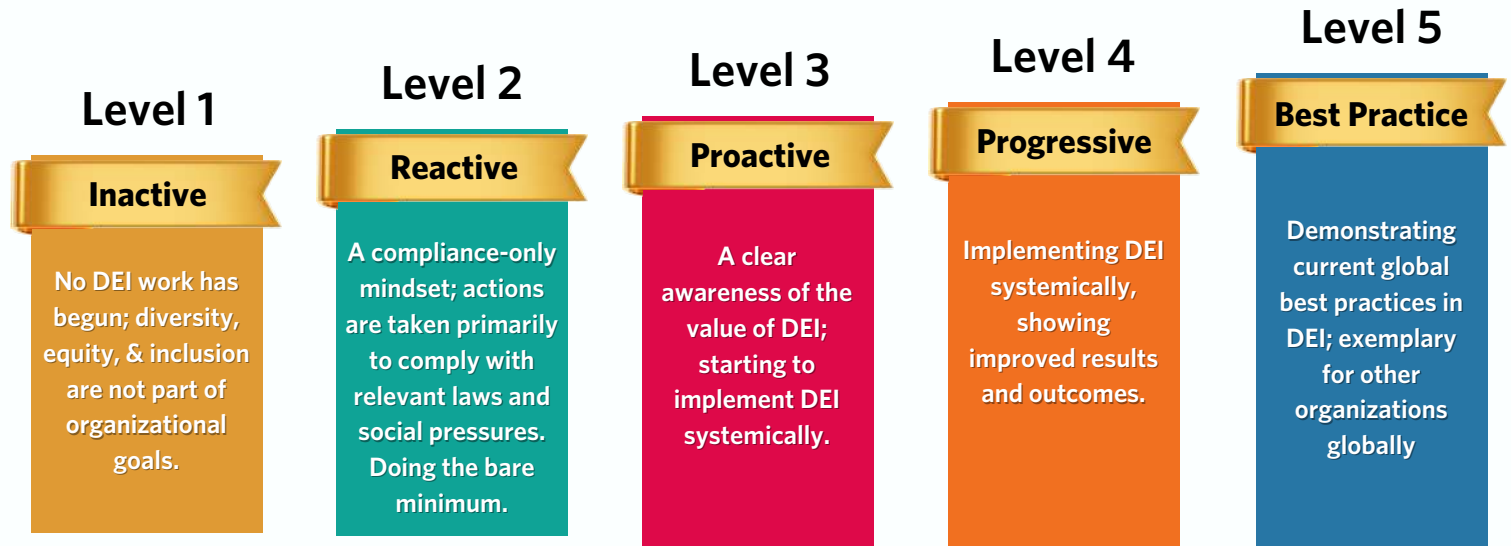 Level 1
Inactive
No DEI work has
begun; diversity,
equity, & inclusion
are not part of
organizational
goals.
Level 2
Reactive
A compliance-only
mindset; actions
are taken primarily
to comply with
relevant laws and
social pressures.
Doing the bare
minimum.
Level 3
Proactive
A clear
awareness of the
value of DEI;
starting to
implement DEI
systemically.
Level 4
Progressive
Implementing DEI
systemically,
showing
improved results
and outcomes.
Level 5
Best Practice
Demonstrating
current global
best practices in
DEI; exemplary
for other
organizations
globally